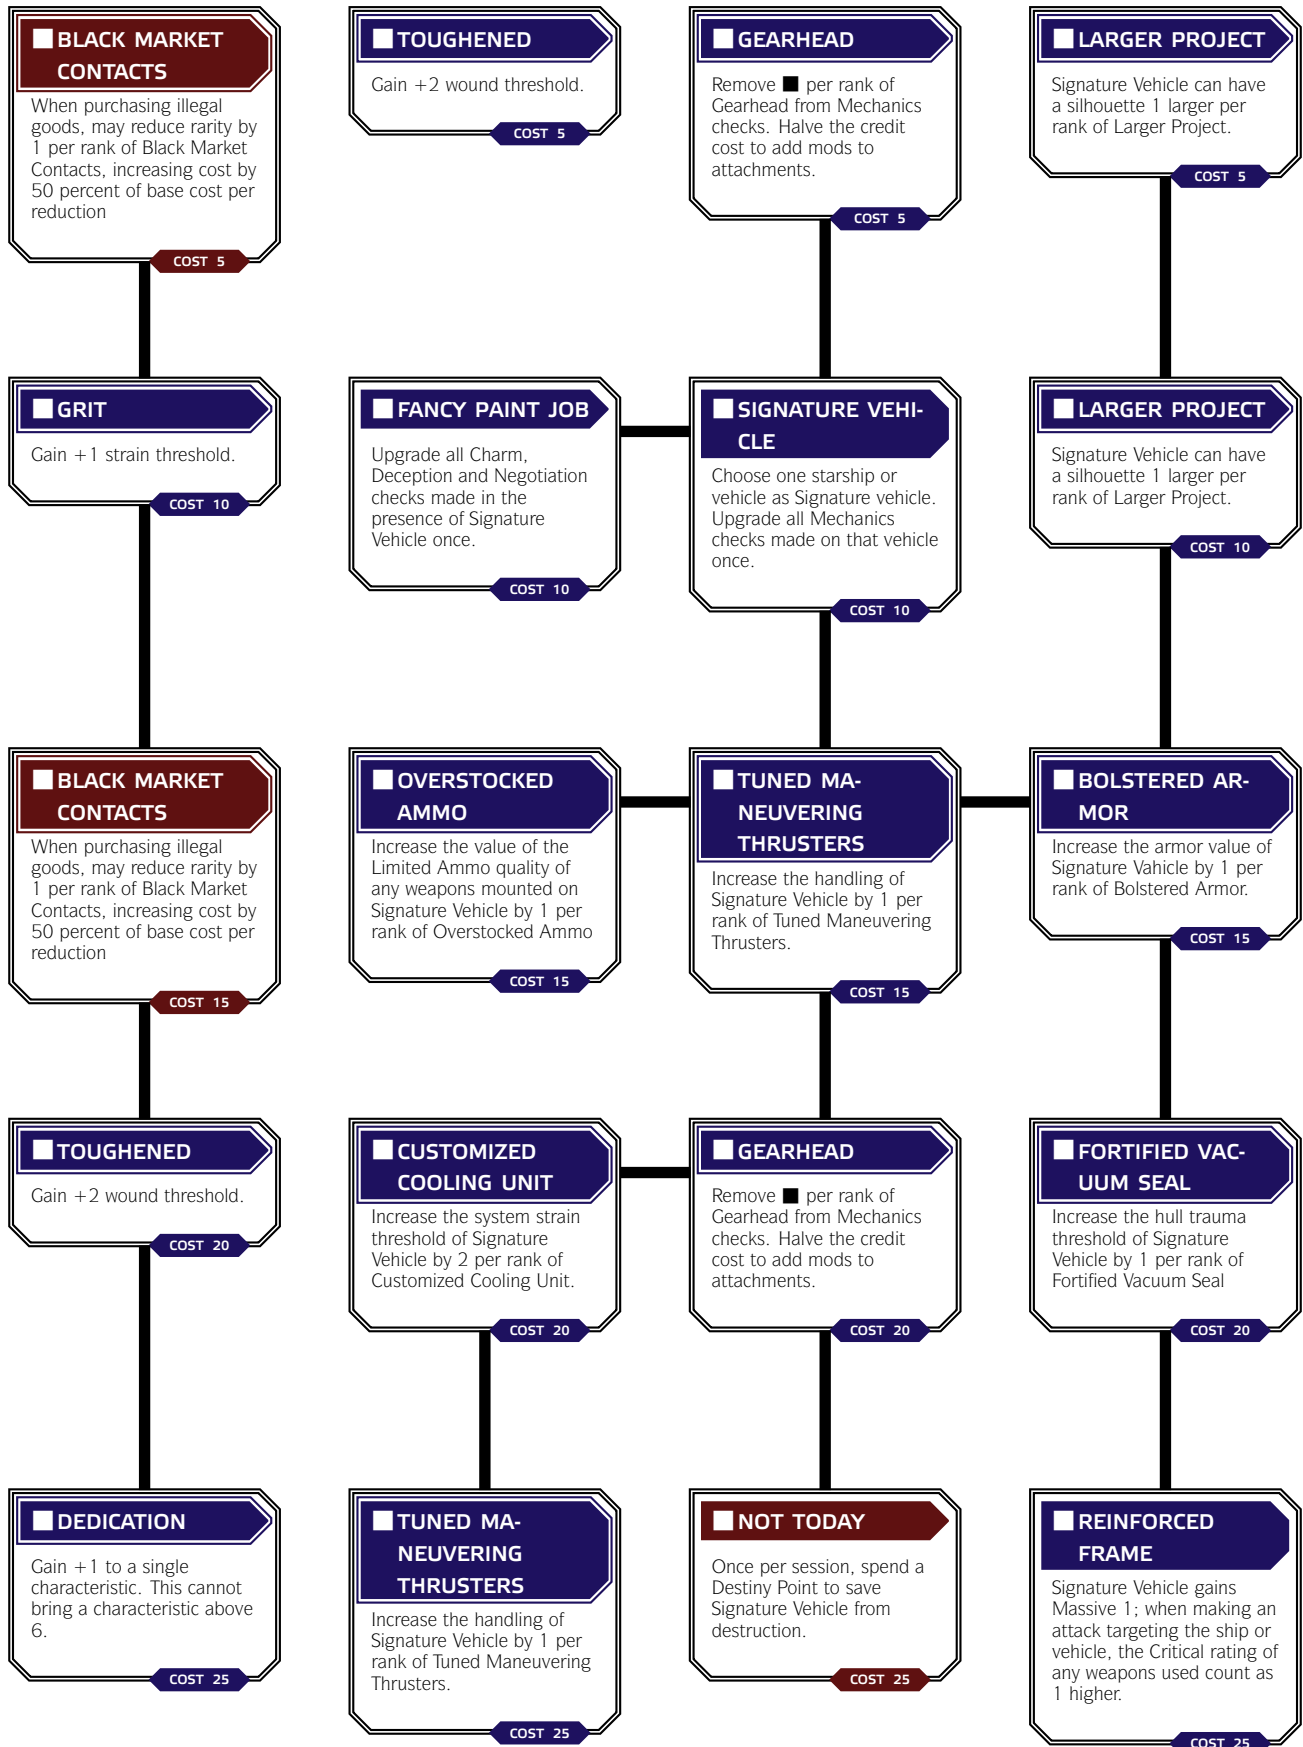 BLACK MARKET
CONTACTS
When purchasing illegal
goods, may reduce rarity by
1 per rank of Black Market
Contacts, increasing cost by
50 percent of base cost per
reduction
COST 5
TOUGHENED
Gain +2 wound threshold.
COST 5
GEARHEAD
Remove ■ per rank of
Gearhead from Mechanics
checks. Halve the credit
cost to add mods to
attachments.
COST 5
LARGER PROJECT
Signature Vehicle can have
a silhouette 1 larger per
rank of Larger Project.
COST 5
GRIT
Gain +1 strain threshold.
COST 10
FANCY PAINT JOB
Upgrade all Charm,
Deception and Negotiation
checks made in the
presence of Signature
Vehicle once.
COST 10
SIGNATURE VEHI-
CLE
Choose one starship or
vehicle as Signature vehicle.
Upgrade all Mechanics
checks made on that vehicle
once.
COST 10
LARGER PROJECT
Signature Vehicle can have
a silhouette 1 larger per
rank of Larger Project.
COST 10
BLACK MARKET
CONTACTS
When purchasing illegal
goods, may reduce rarity by
1 per rank of Black Market
Contacts, increasing cost by
50 percent of base cost per
reduction
COST 15
OVERSTOCKED
AMMO
Increase the value of the
Limited Ammo quality of
any weapons mounted on
Signature Vehicle by 1 per
rank of Overstocked Ammo
COST 15
TUNED MA-
NEUVERING
THRUSTERS
Increase the handling of
Signature Vehicle by 1 per
rank of Tuned Maneuvering
Thrusters.
COST 15
BOLSTERED AR-
MOR
Increase the armor value of
Signature Vahicle by 1 per
rank of Bolstered Armor.
COST 15
TOUGHENED
Gain +2 wound threshold.
COST 20
CUSTOMIZED
COOLING UNIT
Increase the system strain
threshold of Signature
Vehicle by 2 per rank of
Customized Cooling Unit.
COST 20
GEARHEAD
Remove ■ per rank of
Gearhead from Mechanics
checks. Halve the credit
cost to add mods to
attachments.
COST 20
FORTIFIED VAC-
UUM SEAL
Increase the hull trauma
threshold of Signature
Vehicle by 1 per rank of
Fortified Vacuum Seal
COST 20
DEDICATION
Gain +1 to a single
characteristic. This cannot
bring a characteristic above
6.
COST 25
TUNED MA-
NEUVERING
THRUSTERS
Increase the handling of
Signature Vehicle by 1 per
rank of Tuned Maneuvering
Thrusters.
COST 25
NOT TODAY
Once per session, spend a
Destiny Point to save
Signature Vehicle from
destruction.
COST 25
REINFORCED
FRAME
Signature Vehicle gains
Massive 1; when making an
attack targeting the ship or
vehicle, the Critical rating of
any weapons used count as
1 higher.
COST 25